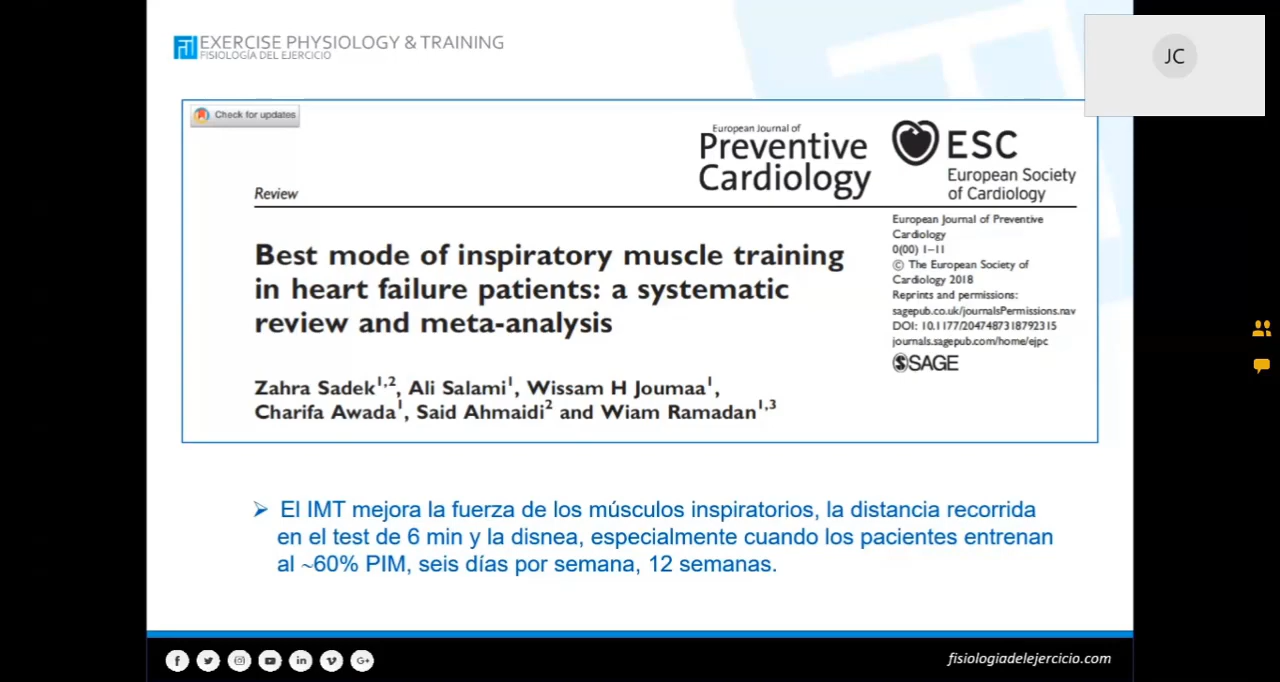 EXERCISE PHYSIOLOGY & TRAINING
FISIOLOGÍA DEL EJERCICIO
JC
Check for updates
European Journal of
Preventive
Cardiology
ESC
European Society
of Cardiology
Review
European Journal of Preventive
Cardiology
0(00) 1–11
© The European Society of
Cardiology 2018
Reprints and permissions:
sagepub.co.uk/journalsPermissions.nav
DOI: 10.1177/2047487318792315
journals.sagepub.com/home/ejpc
SAGE
Best mode of inspiratory muscle training
in heart failure patients: a systematic
review and meta-analysis
Zahra Sadek1,2, Ali Salami1, Wissam H Joumaa1,
Charifa Awada1, Said Ahmaidi2 and Wiam Ramadan1,3
➢ El IMT mejora la fuerza de los músculos inspiratorios, la distancia recorrida
en el test de 6 min y la disnea, especialmente cuando los pacientes entrenan
al ~60% PIM, seis días por semana, 12 semanas.
fisiologiadelejercicio.com